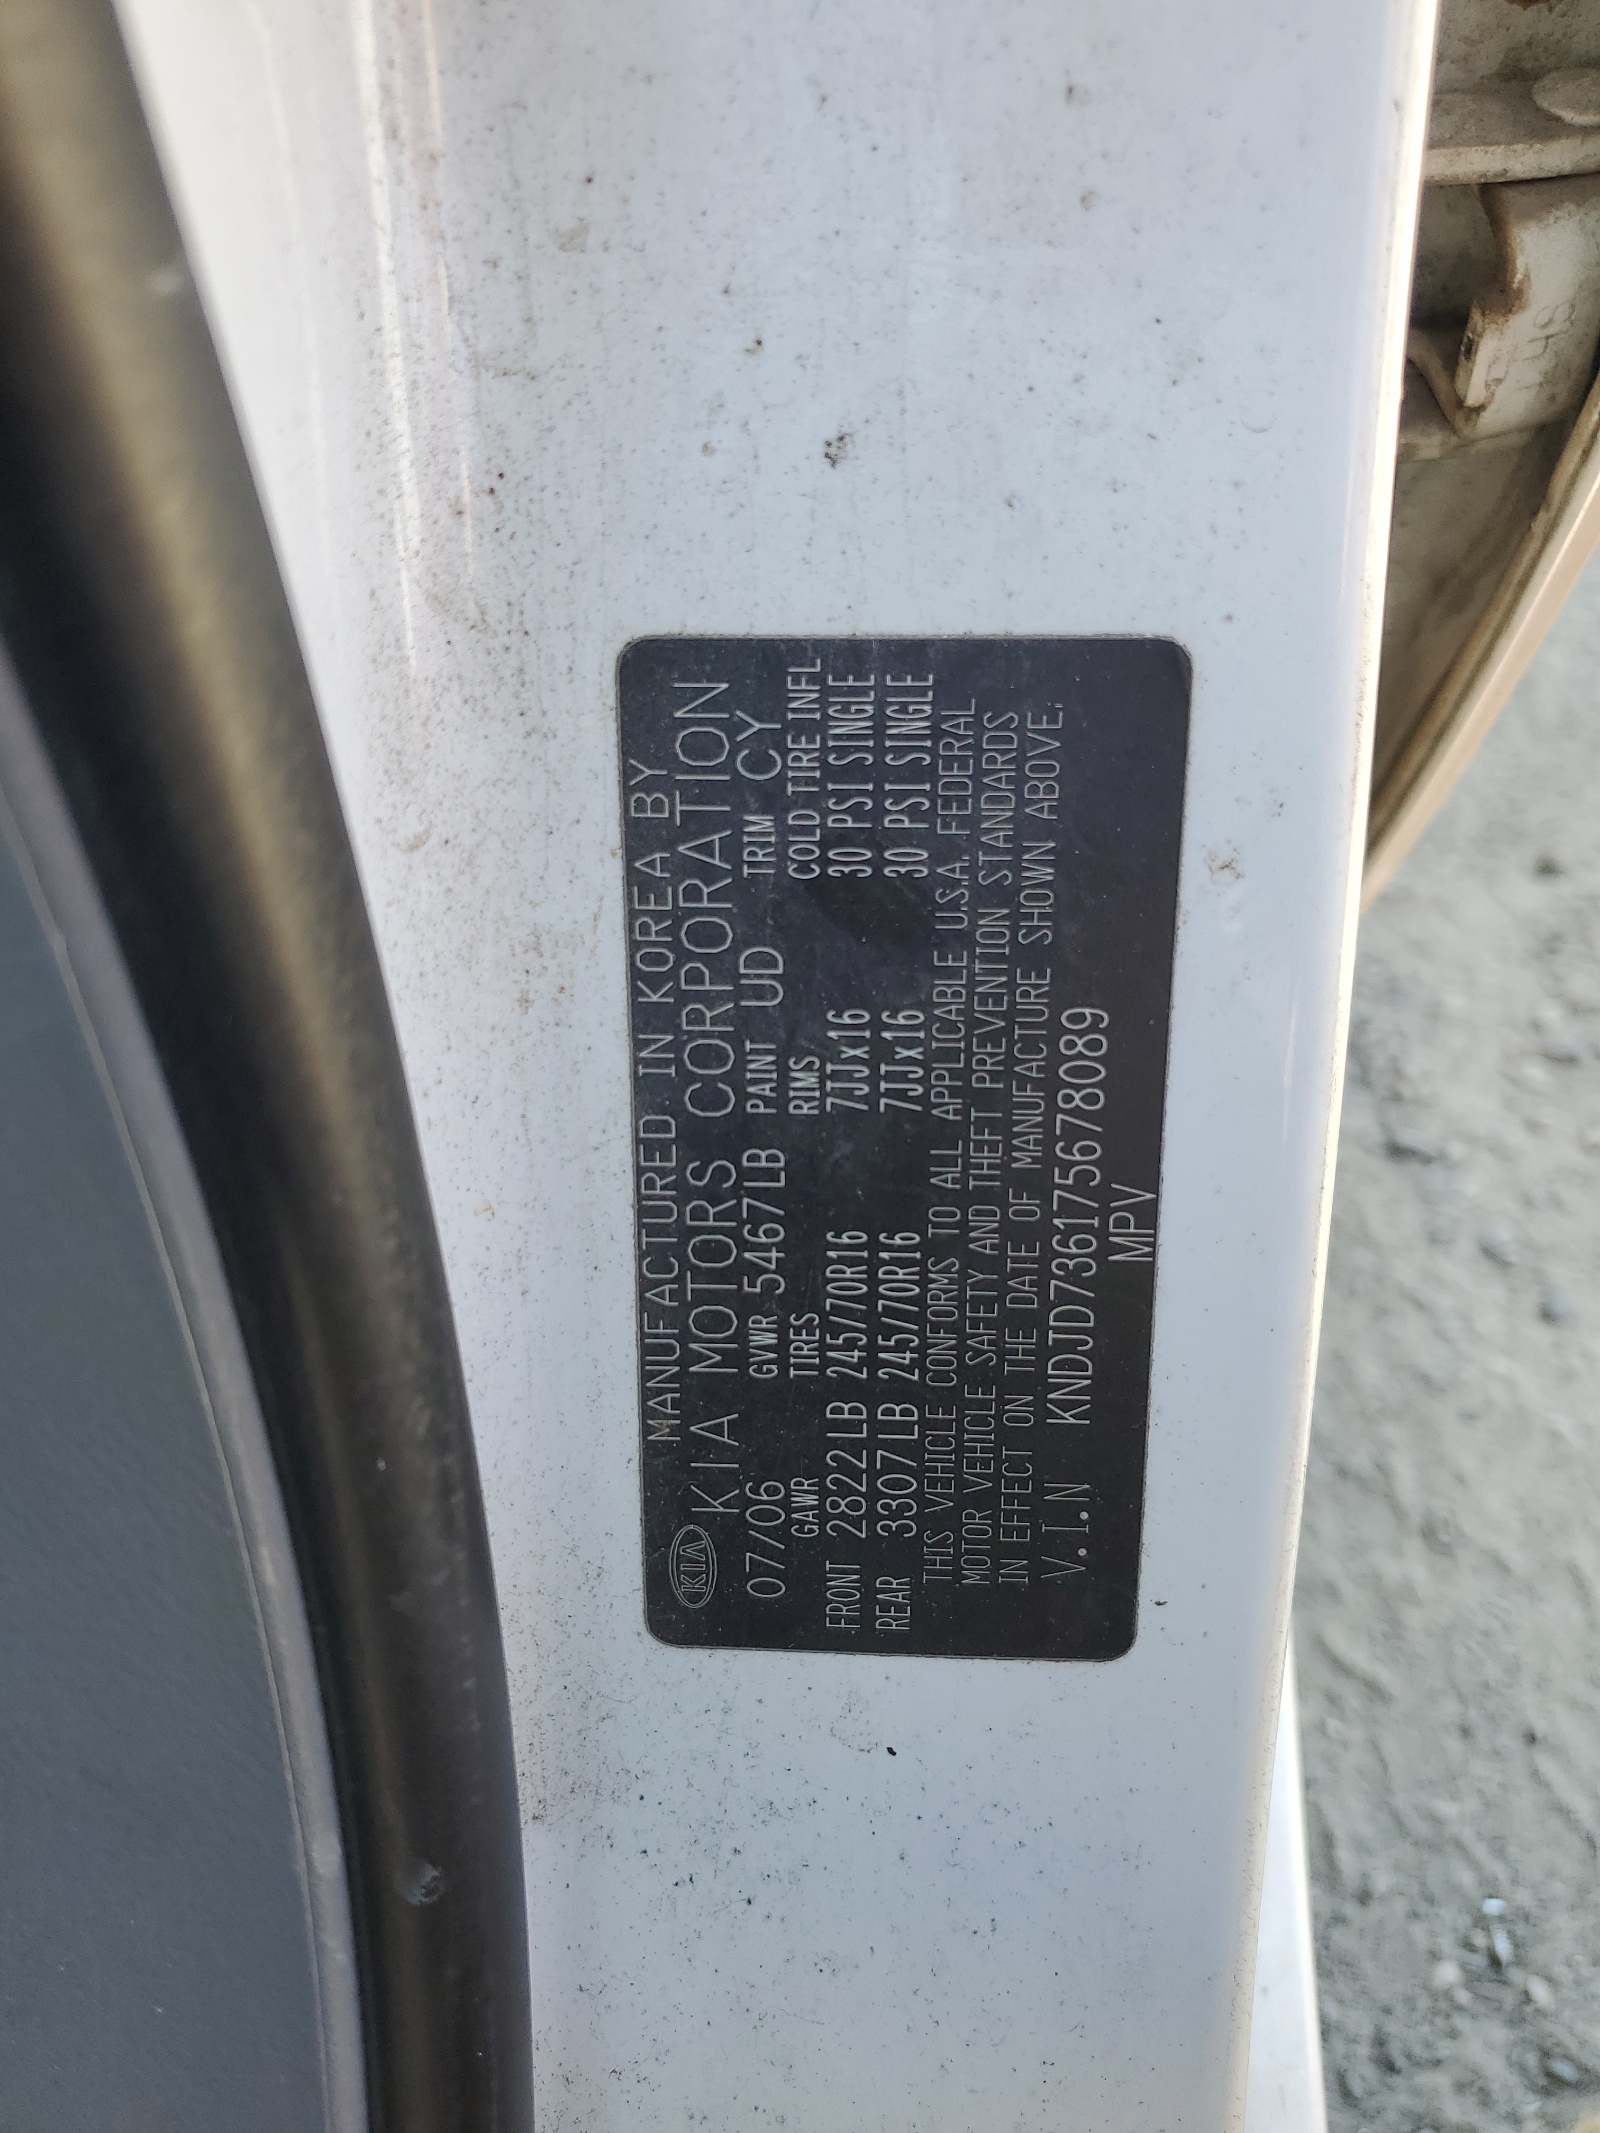 MANUFACTURED IN KOREA BY
KIA KIA MOTORS CORPORATION
07/06 GVWR 5467LB PAINT UD TRIM CY
GAWR TIRES RIMS COLD TIRE INFL
FRONT 2822LB 245/70R16 7JJx16 30 PSI SINGLE
REAR 3307LB 245/70R16 7JJx16 30 PSI SINGLE
THIS VEHICLE CONFORMS TO ALL APPLICABLE U.S.A. FEDERAL
MOTOR VEHICLE SAFETY AND THEFT PREVENTION STANDARDS
IN EFFECT ON THE DATE OF MANUFACTURE SHOWN ABOVE.
V.I.N KNDJD736175678089
MPV